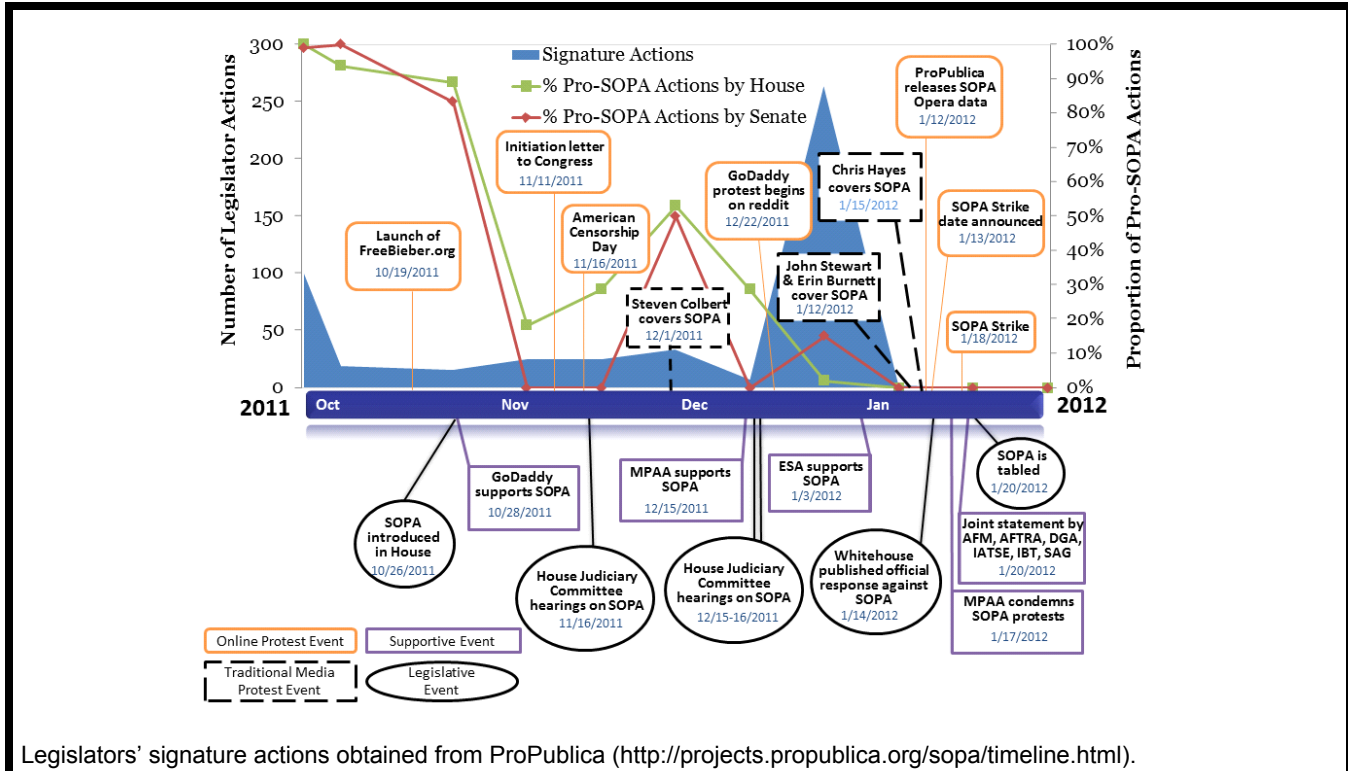 Number of Legislator Actions
300
250
200
150
100
50
0
Signature Actions
% Pro-SOPA Actions by House
% Pro-SOPA Actions by Senate
100%
90%
80%
70%
60%
50%
40%
30%
20%
10%
0%
Proportion of Pro-SOPA Actions
Launch of
FreeBieber.org
10/19/2011
Initiation letter
to Congress
11/11/2011
American
Censorship
Day
11/16/2011
Steven Colbert
covers SOPA
12/1/2011
GoDaddy
protest begins
on reddit
12/22/2011
John Stewart
& Erin Burnett
cover SOPA
1/12/2012
Chris Hayes
covers SOPA
1/15/2012
ProPublica
releases SOPA
Opera data
1/12/2012
SOPA Strike
date announced
1/13/2012
SOPA Strike
1/18/2012
2011
Oct
Nov
Dec
Jan
2012
SOPA
introduced
in House
10/26/2011
GoDaddy
supports SOPA
10/28/2011
House Judiciary
Committee
hearings on SOPA
11/16/2011
MPAA supports
SOPA
12/15/2011
House Judiciary
Committee
hearings on SOPA
12/15-16/2011
ESA supports
SOPA
1/3/2012
Whitehouse
published official
response against
SOPA
1/14/2012
SOPA is
tabled
1/20/2012
Joint statement by
AFM, AFTRA, DGA,
IATSE, IBT, SAG
1/20/2012
MPAA condemns
SOPA protests
1/17/2012
Online Protest Event
Supportive Event
Traditional Media
Protest Event
Legislative
Event
Legislators’ signature actions obtained from ProPublica (http://projects.propublica.org/sopa/timeline.html).